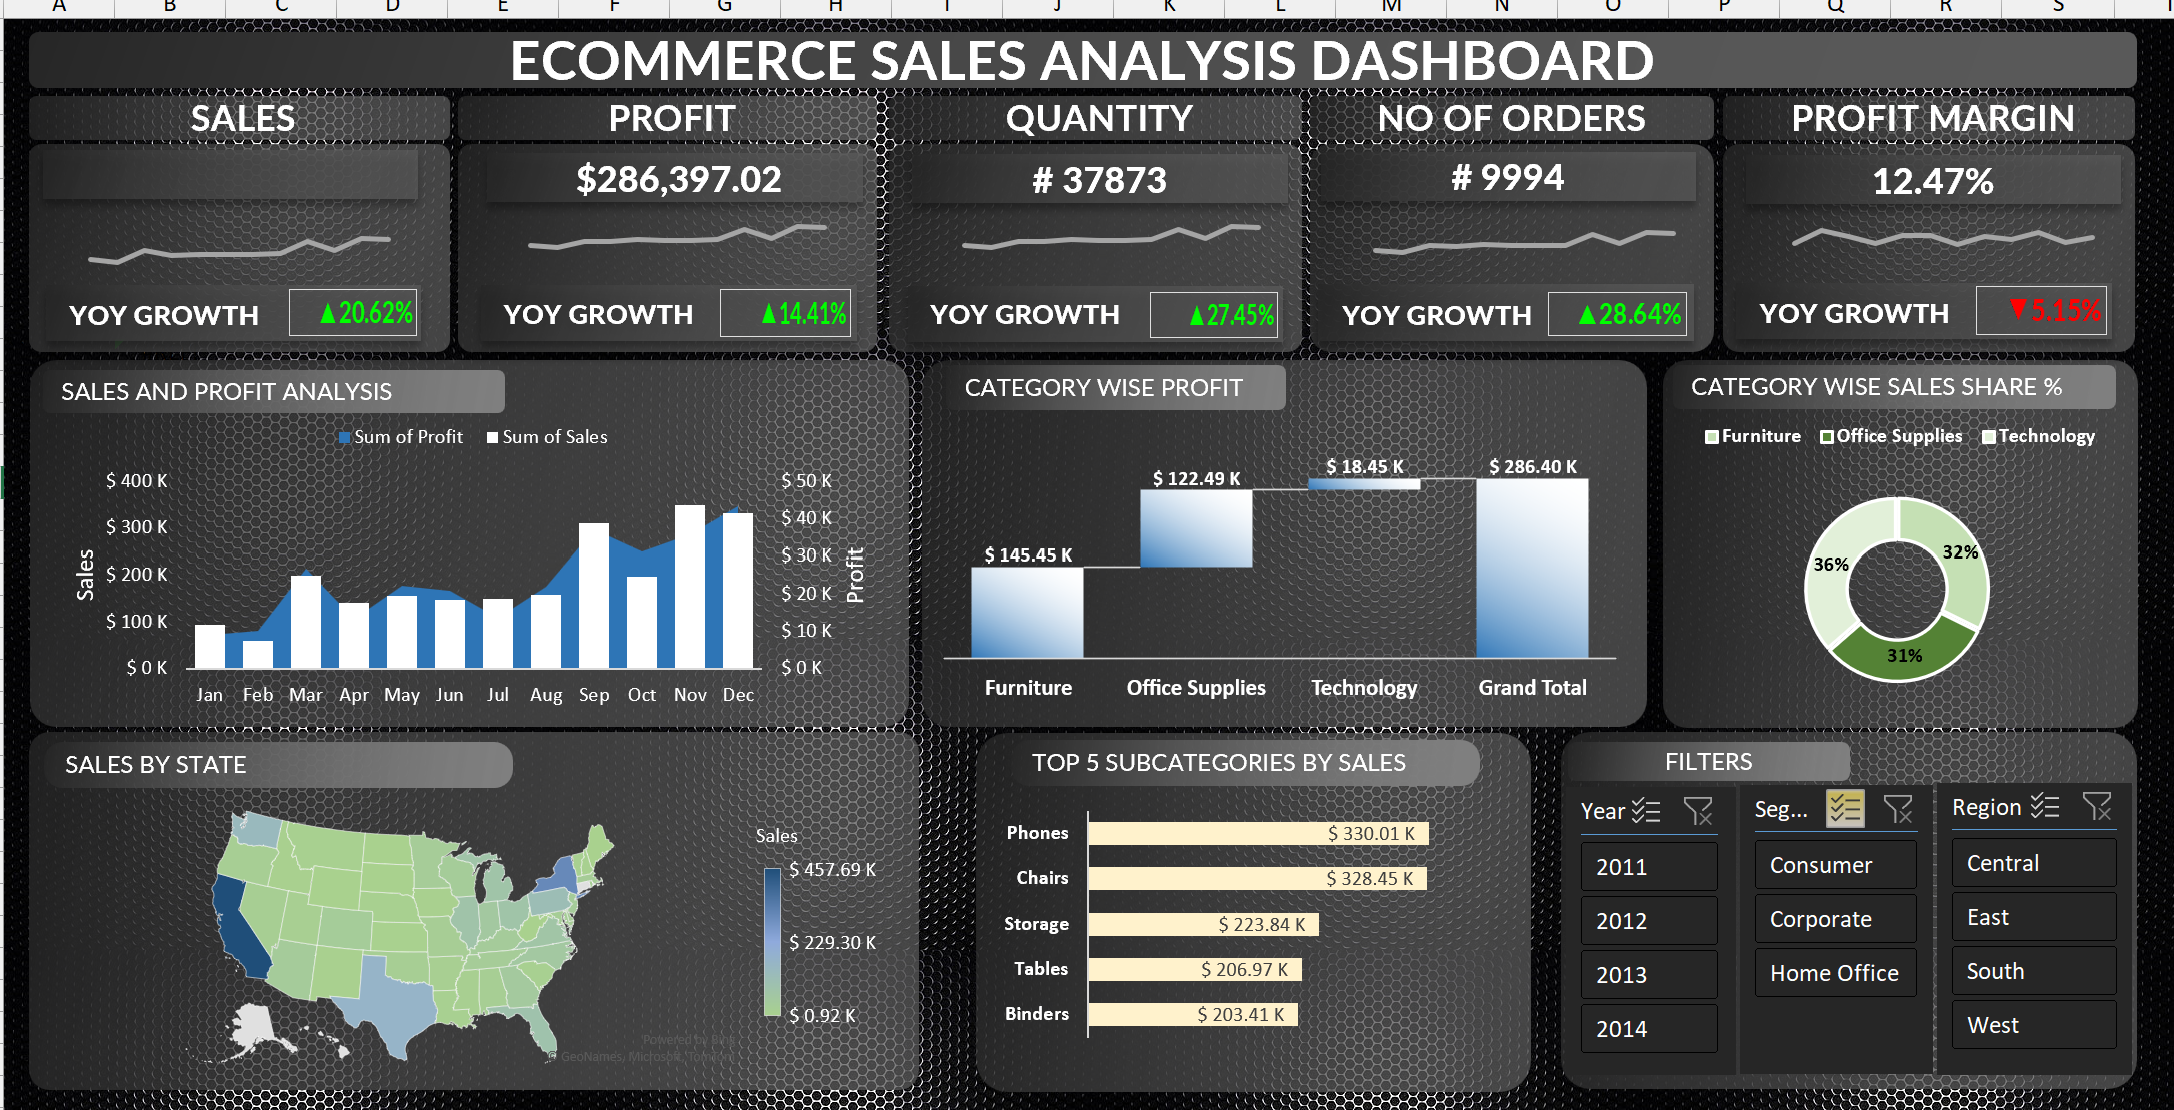 A B C D E F G H I J K L M N O P Q R S
ECOMMERCE SALES ANALYSIS DASHBOARD
SALES
YOY GROWTH ▲20.62%
PROFIT
$286,397.02
YOY GROWTH ▲14.41%
QUANTITY
# 37873
YOY GROWTH ▲27.45%
NO OF ORDERS
# 9994
YOY GROWTH ▲28.64%
PROFIT MARGIN
12.47%
YOY GROWTH ▼5.15%
SALES AND PROFIT ANALYSIS
Sum of Profit Sum of Sales
Sales
$ 400 K
$ 300 K
$ 200 K
$ 100 K
$ 0 K
$ 50 K
$ 40 K
$ 30 K
$ 20 K
$ 10 K
$ 0 K
Profit
Jan Feb Mar Apr May Jun Jul Aug Sep Oct Nov Dec
CATEGORY WISE PROFIT
$ 145.45 K
$ 122.49 K
$ 18.45 K
$ 286.40 K
Furniture Office Supplies Technology Grand Total
CATEGORY WISE SALES SHARE %
Furniture Office Supplies Technology
36%
32%
31%
SALES BY STATE
Sales
$ 457.69 K
$ 229.30 K
$ 0.92 K
Powered
© GeoNames, Microsoft, TomTom
TOP 5 SUBCATEGORIES BY SALES
Phones $ 330.01 K
Chairs $ 328.45 K
Storage $ 223.84 K
Tables $ 206.97 K
Binders $ 203.41 K
FILTERS
Year
2011
2012
2013
2014
Seg...
Consumer
Corporate
Home Office
Region
Central
East
South
West